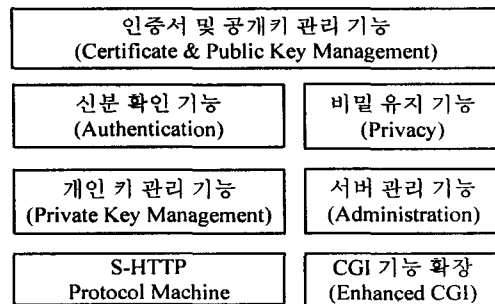 인증서 및 공개키 관리 기능
(Certificate & Public Key Management)
신분 확인 기능
(Authentication)
비밀 유지 기능
(Privacy)
개인 키 관리 기능
(Private Key Management)
서버 관리 기능
(Administration)
S-HTTP
Protocol Machine
CGI 기능 확장
(Enhanced CGI)